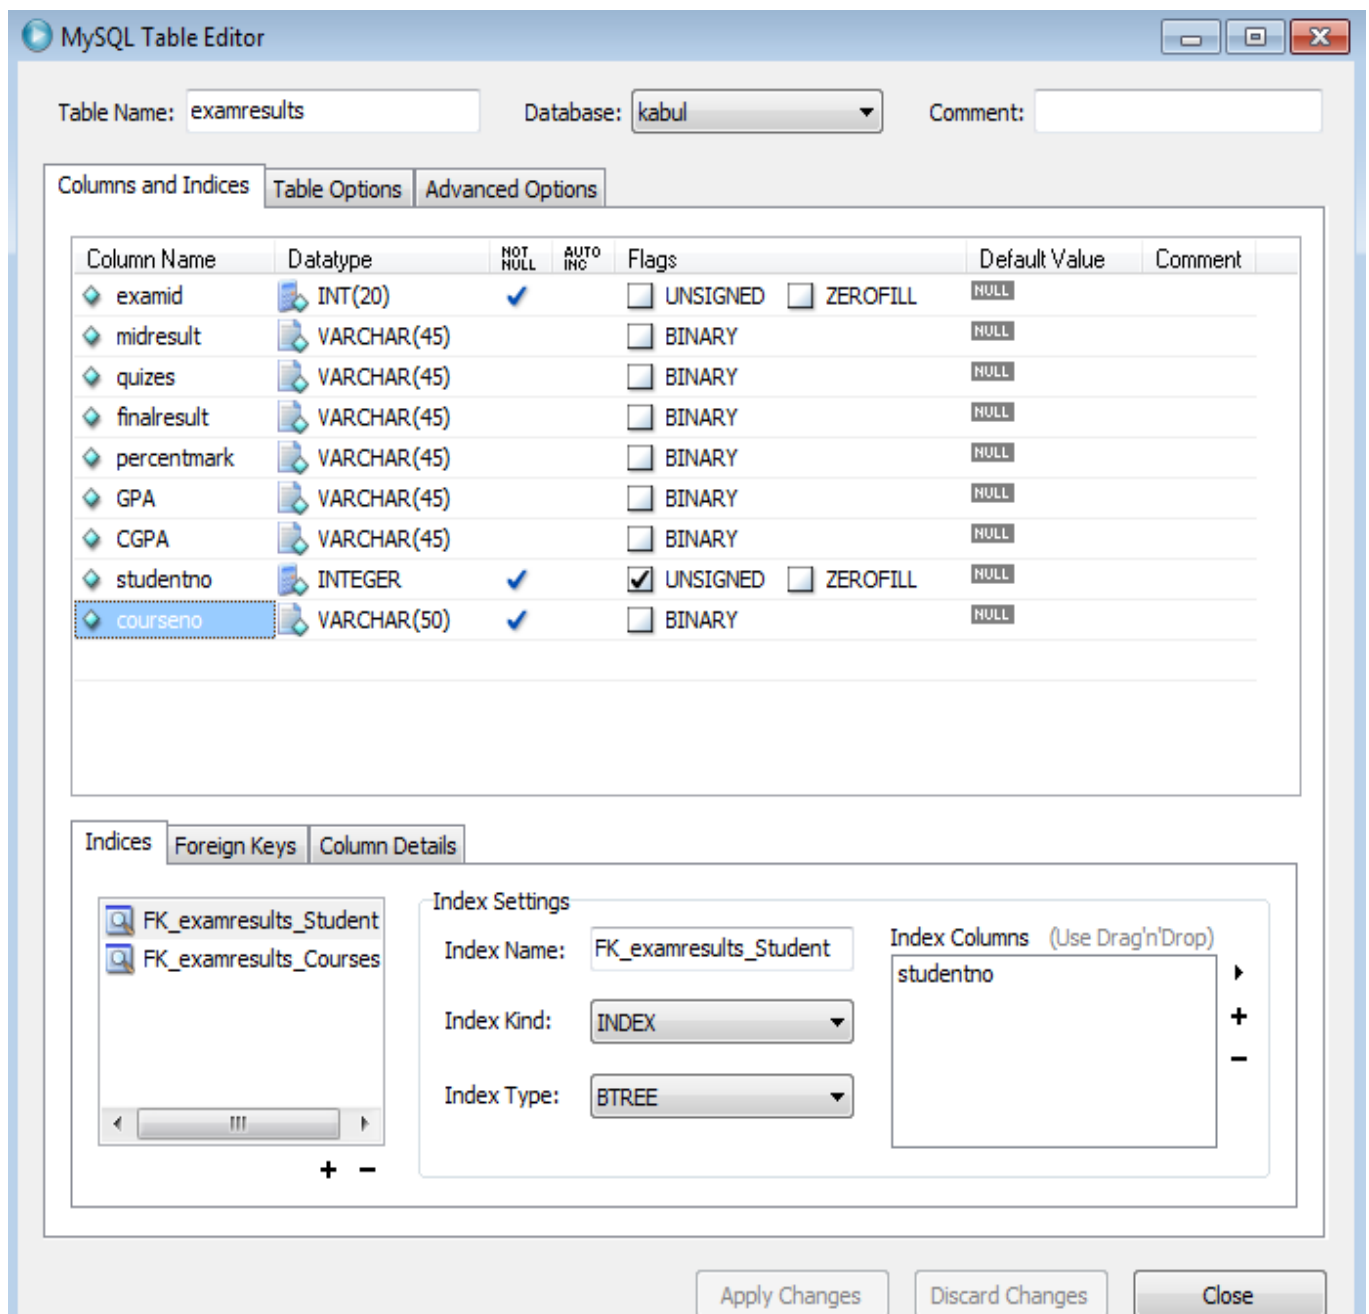 MySQL Table Editor
Table Name: examresults Database: kabul Comment:
Columns and Indices Table Options Advanced Options
Column Name Datatype NOT NULL AUTO INC Flags Default Value Comment
examid INT(20) UNSIGNED ZEROFILL NULL
midresult VARCHAR(45) BINARY NULL
quizes VARCHAR(45) BINARY NULL
finalresult VARCHAR(45) BINARY NULL
percentmark VARCHAR(45) BINARY NULL
GPA VARCHAR(45) BINARY NULL
CGPA VARCHAR(45) BINARY NULL
studentno INTEGER UNSIGNED ZEROFILL NULL
courseno VARCHAR(50) BINARY NULL
Indices Foreign Keys Column Details
FK_examresults_Student
FK_examresults_Courses
Index Settings
Index Name: FK_examresults_Student
Index Kind: INDEX
Index Type: BTREE
Index Columns (Use Drag'n'Drop)
studentno
Apply Changes Discard Changes Close